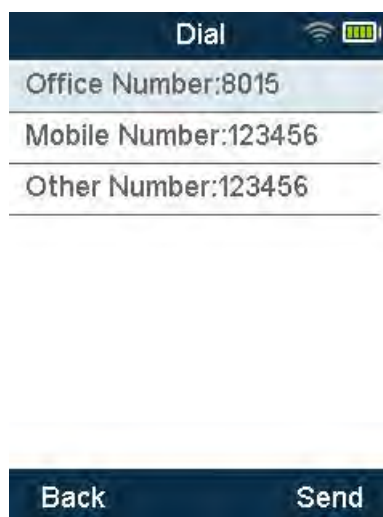 Dial
Office Number:8015
Mobile Number:123456
Other Number:123456
Back Send